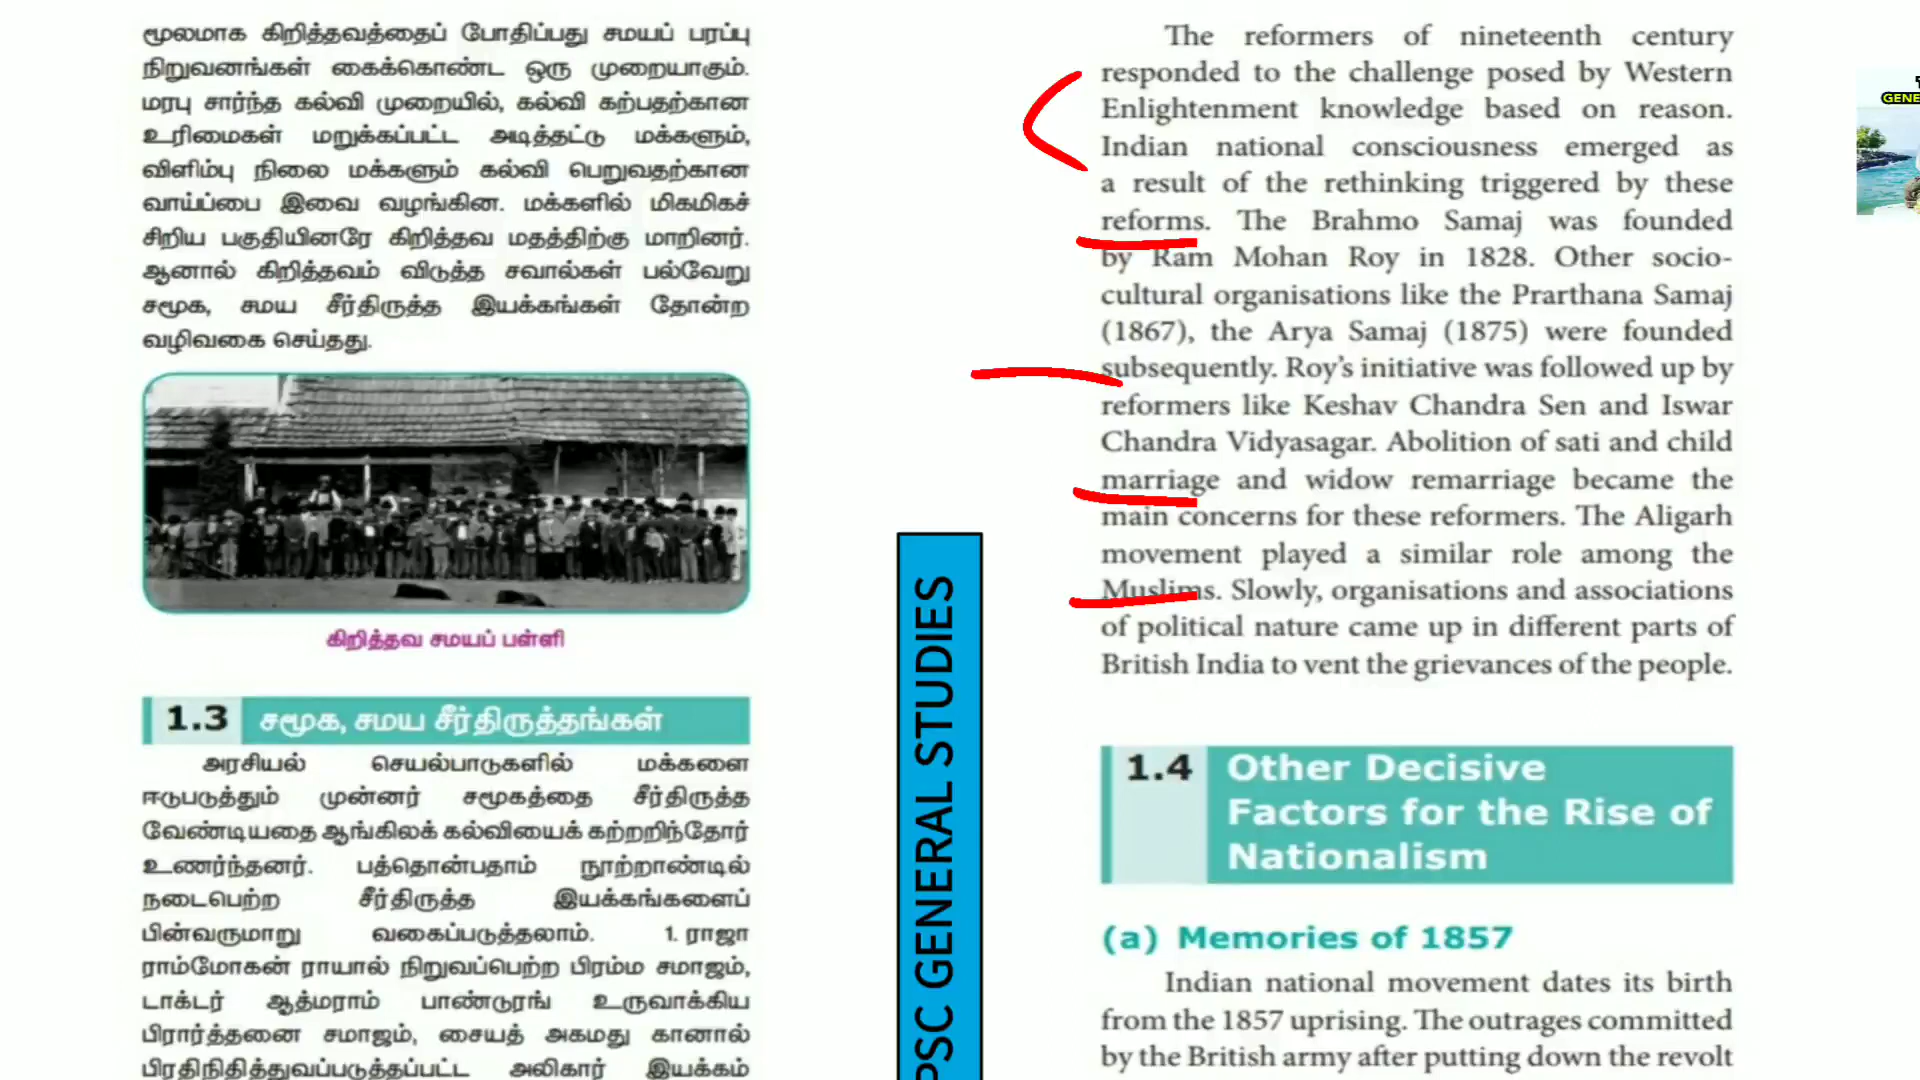 மூலமாக கிறித்தவத்தைப் போதிப்பது சமயப் பரப்பு
நிறுவனங்கள் கைக்கொண்ட ஒரு முறையாகும்.
மரபு சார்ந்த கல்வி முறையில், கல்வி கற்பதற்கான
உரிமைகள் மறுக்கப்பட்ட அடித்தட்டு மக்களும்,
விளிம்பு நிலை மக்களும் கல்வி பெறுவதற்கான
வாய்ப்பை இவை வழங்கின. மக்களில் மிகமிகச்
சிறிய பகுதியினரே கிறித்தவ மதத்திற்கு மாறினர்.
ஆனால் கிறித்தவம் விடுத்த சவால்கள் பல்வேறு
சமூக, சமய சீர்திருத்த இயக்கங்கள் தோன்ற
வழிவகை செய்தது.
கிறித்தவ சமயப் பள்ளி
1.3 சமூக, சமய சீர்திருத்தங்கள்
அரசியல் செயல்பாடுகளில் மக்களை
ஈடுபடுத்தும் முன்னர் சமூகத்தை சீர்திருத்த
வேண்டியதை ஆங்கிலக் கல்வியைக் கற்றறிந்தோர்
உணர்ந்தனர். பத்தொன்பதாம் நூற்றாண்டில்
நடைபெற்ற சீர்திருத்த இயக்கங்களைப்
பின்வருமாறு வகைப்படுத்தலாம். 1. ராஜா
ராம்மோகன் ராயால் நிறுவப்பெற்ற பிரம்ம சமாஜம்,
டாக்டர் ஆத்மராம் பாண்டுரங் உருவாக்கிய
பிரார்த்தனை சமாஜம், சையத் அகமது கானால்
பிரதிநிதித்துவப்படுத்தப்பட்ட அலிகார் இயக்கம்
PSC GENERAL STUDIES
The reformers of nineteenth century
responded to the challenge posed by Western
Enlightenment knowledge based on reason.
Indian national consciousness emerged as
a result of the rethinking triggered by these
reforms. The Brahmo Samaj was founded
by Ram Mohan Roy in 1828. Other socio-
cultural organisations like the Prarthana Samaj
(1867), the Arya Samaj (1875) were founded
subsequently. Roy's initiative was followed up by
reformers like Keshav Chandra Sen and Iswar
Chandra Vidyasagar. Abolition of sati and child
marriage and widow remarriage became the
main concerns for these reformers. The Aligarh
movement played a similar role among the
Muslims. Slowly, organisations and associations
of political nature came up in different parts of
British India to vent the grievances of the people.
1.4 Other Decisive
Factors for the Rise of
Nationalism
(a) Memories of 1857
Indian national movement dates its birth
from the 1857 uprising. The outrages committed
by the British army after putting down the revolt
GENE